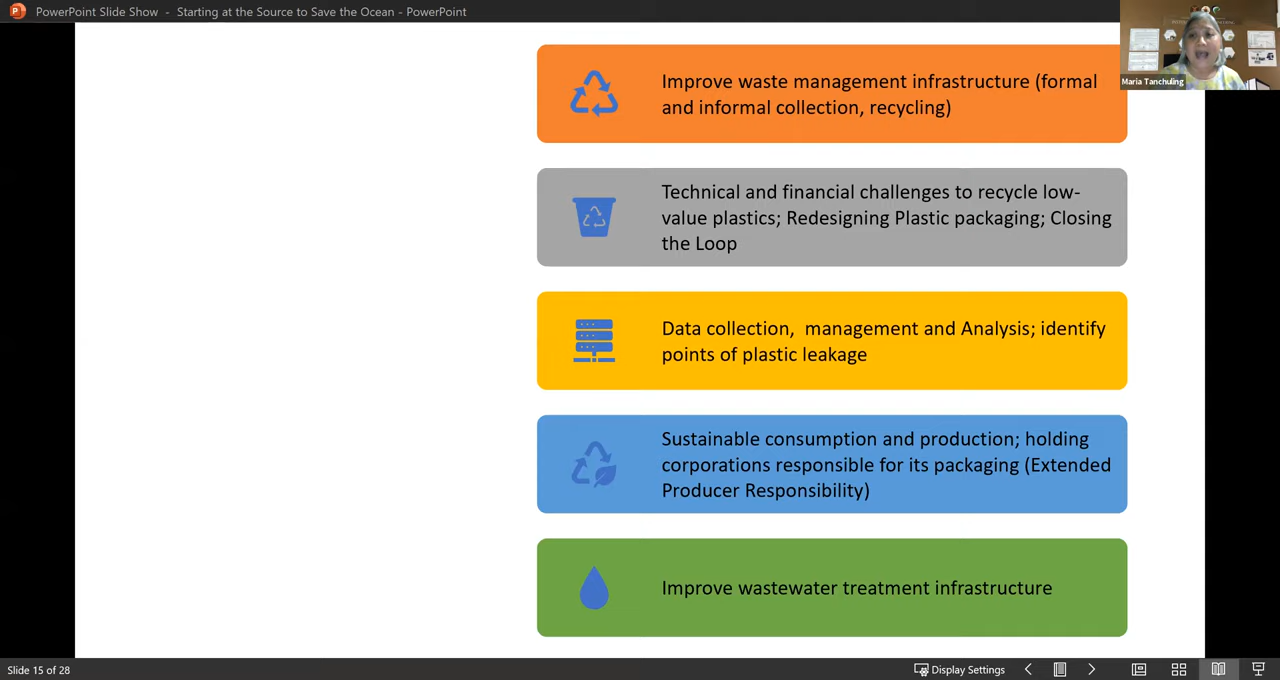 PowerPoint Slide Show - Starting at the Source to Save the Ocean - PowerPoint
Maria Tanchuling
Improve waste management infrastructure (formal
and informal collection, recycling)
Technical and financial challenges to recycle low-
value plastics; Redesigning Plastic packaging; Closing
the Loop
Data collection, management and Analysis; identify
points of plastic leakage
Sustainable consumption and production; holding
corporations responsible for its packaging (Extended
Producer Responsibility)
Improve wastewater treatment infrastructure
Slide 15 of 28
Display Settings